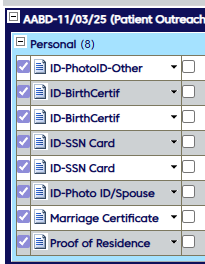 AABD-11/03/25 (Patient Outreach
Personal (8)
ID-PhotoID-Other
ID-BirthCertif
ID-BirthCertif
ID-SSN Card
ID-SSN Card
ID-Photo ID/Spouse
Marriage Certificate
Proof of Residence